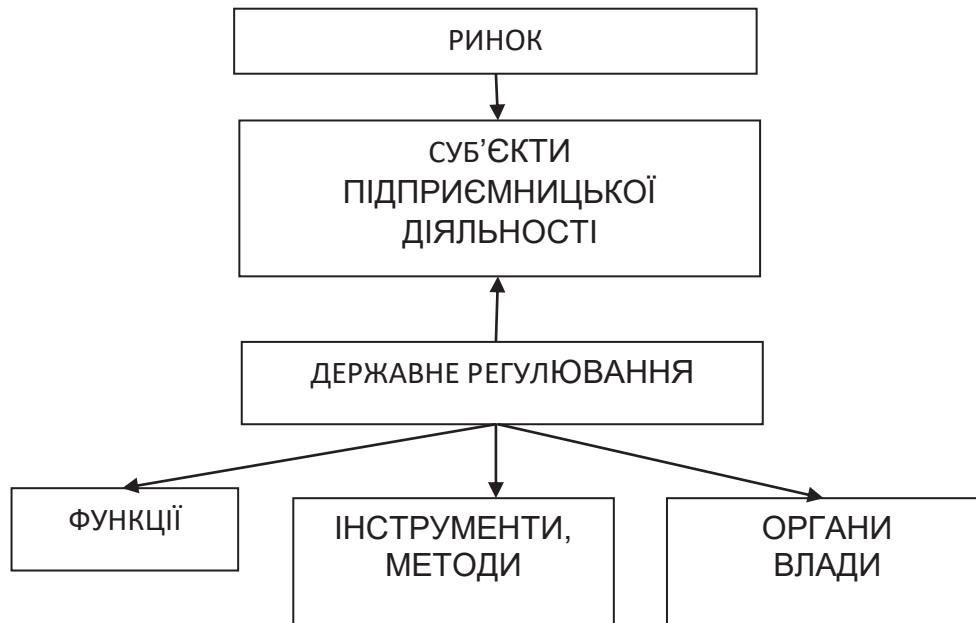 РИНОК
СУБ’ЄКТИ
ПІДПРИЄМНИЦЬКОЇ
ДІЯЛЬНОСТІ
ДЕРЖАВНЕ РЕГУЛЮВАННЯ
ФУНКЦІЇ
ІНСТРУМЕНТИ,
МЕТОДИ
ОРГАНИ
ВЛАДИ